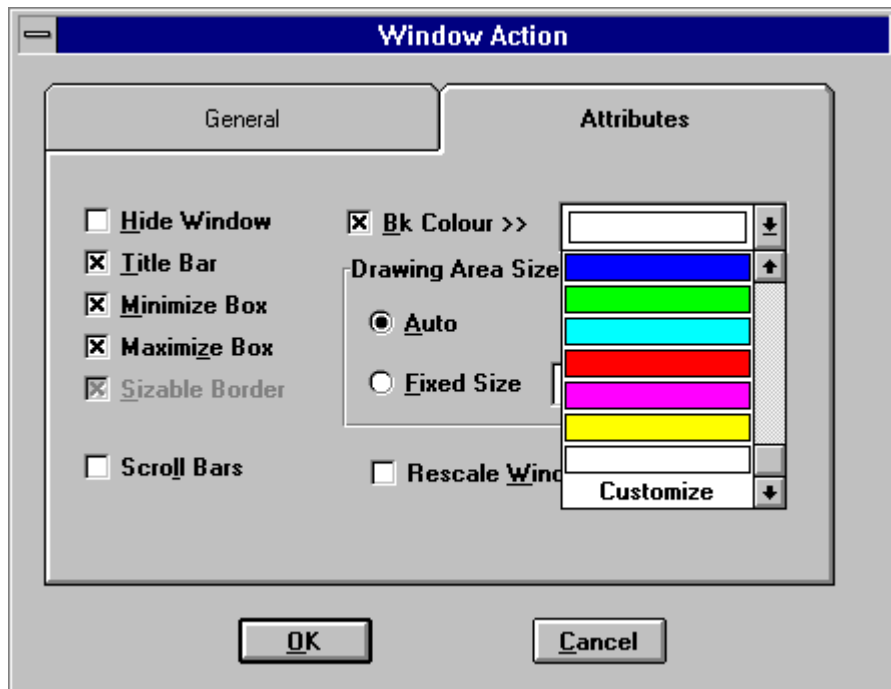 Window Action
General
Attributes
Hide Window
Bk Colour >>
Title Bar
Drawing Area Size
Minimize Box
Auto
Maximize Box
Fixed Size
Sizable Border
Scroll Bars
Rescale
Customize
OK
Cancel